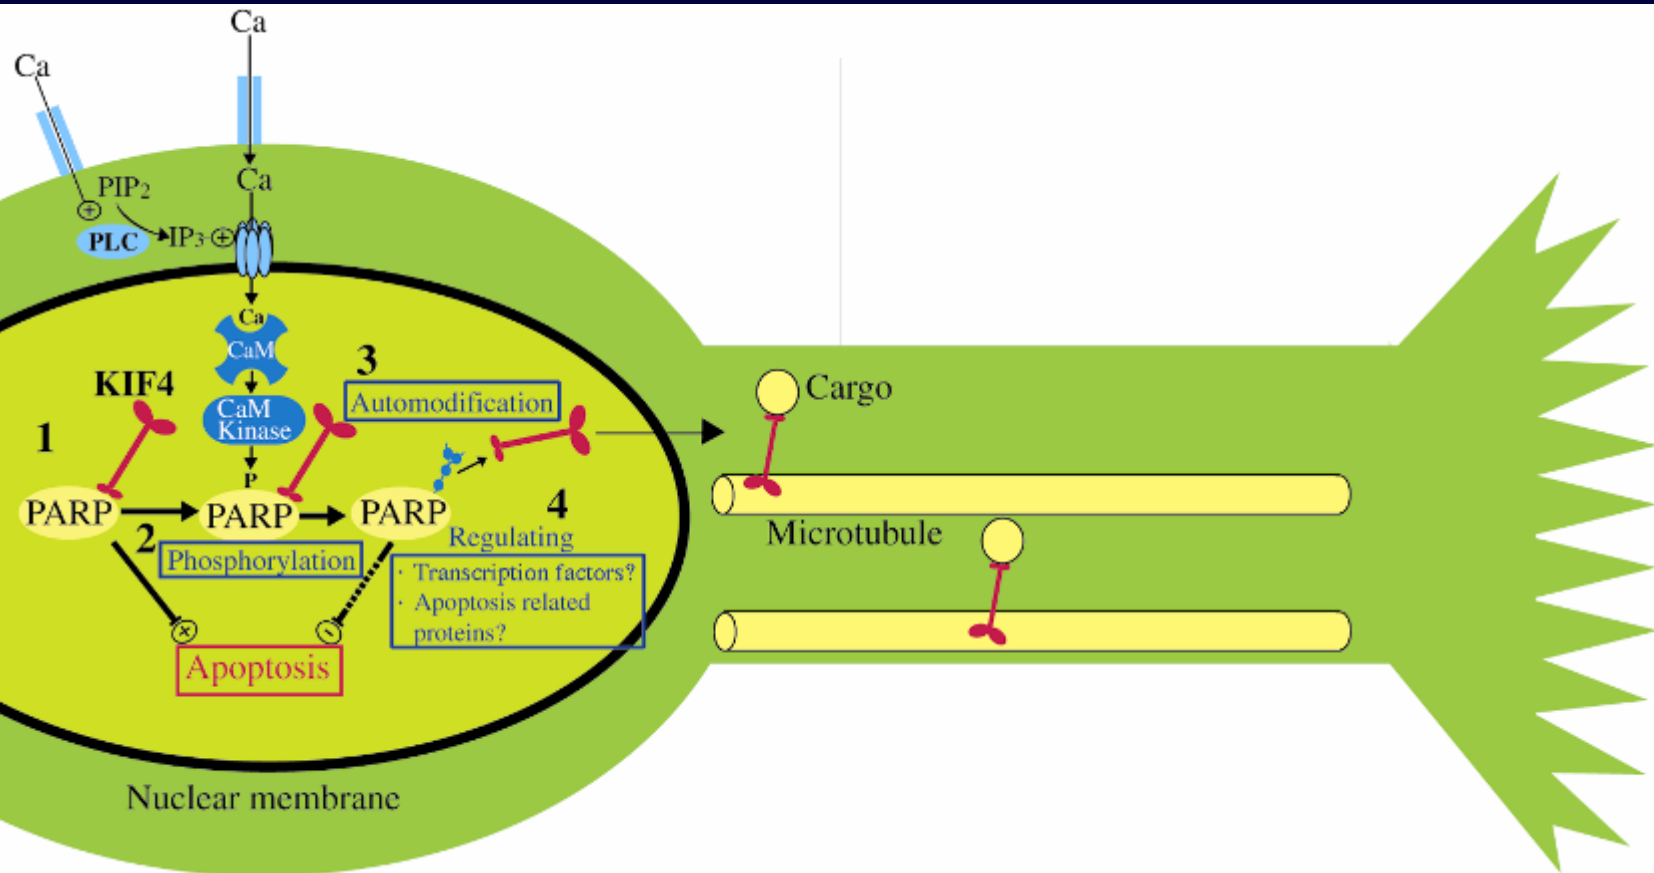 Ca
Ca
Ca
PIP2
PLC
IP3
+
+
Ca
CaM
3
KIF4
Automodification
CaM
Kinase
Cargo
1
P
PARP
PARP
PARP
4
2
Regulating
Phosphorylation
· Transcription factors?
· Apoptosis related
proteins?
+
-
Apoptosis
Microtubule
Nuclear membrane